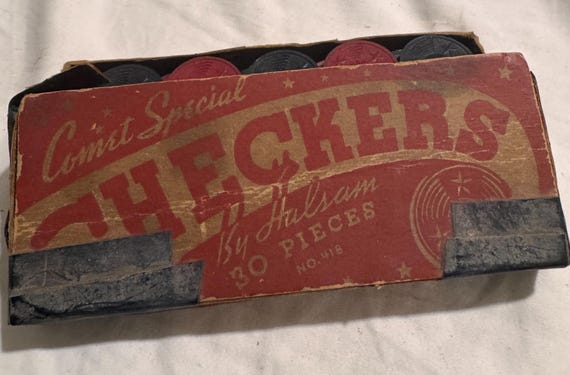 Comet Special
CHECKERS
By Halsam
30 PIECES
NO. 418